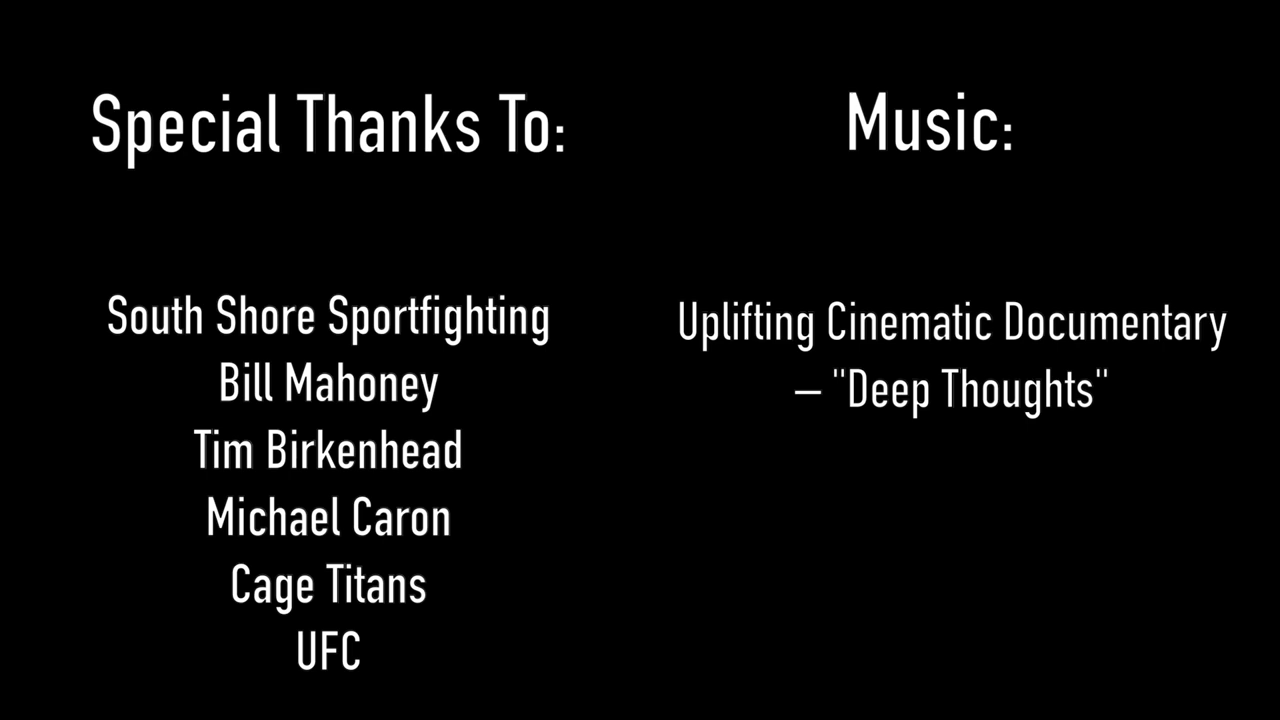 Special Thanks To:
South Shore Sportfighting
Bill Mahoney
Tim Birkenhead
Michael Caron
Cage Titans
UFC
Music:
Uplifting Cinematic Documentary
– "Deep Thoughts"